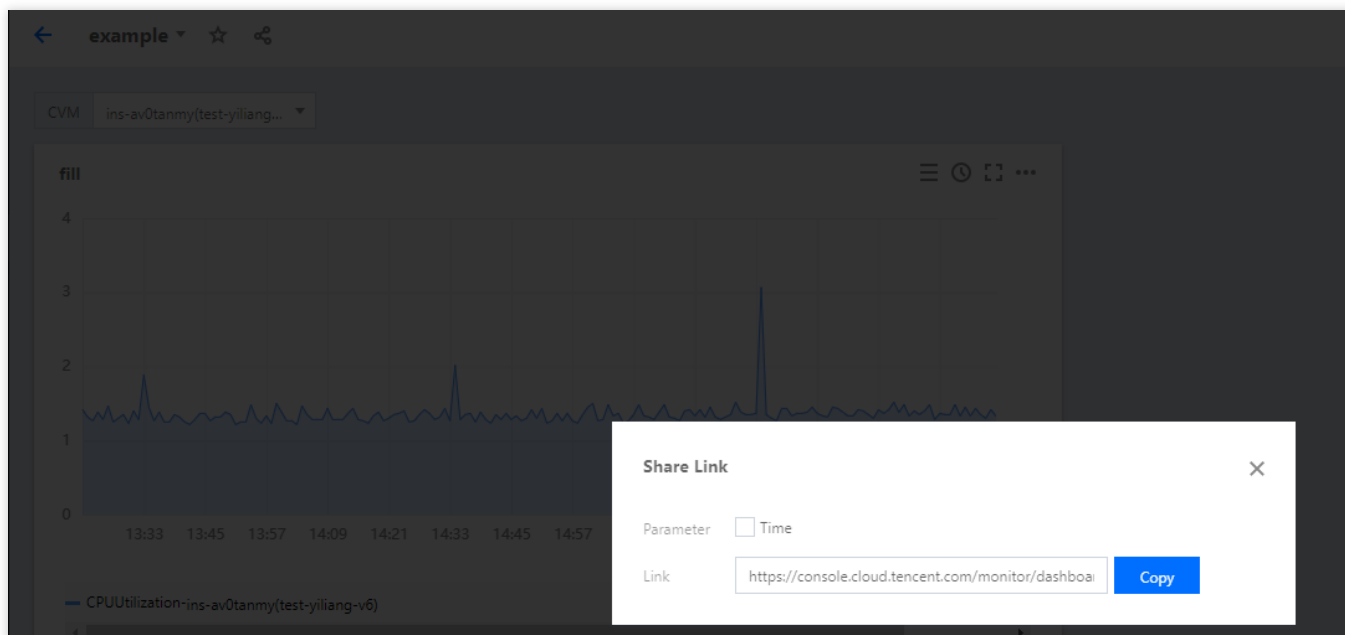 example
CVM ins-av0tanmy(test-yiliang...
fill
4
3
2
1
0
13:33 13:45 13:57 14:09 14:21 14:33 14:45 14:57
CPUUtilization-ins-av0tanmy(test-yiliang-v6)
Share Link
Parameter Time
Link https://console.cloud.tencent.com/monitor/dashboa
Copy